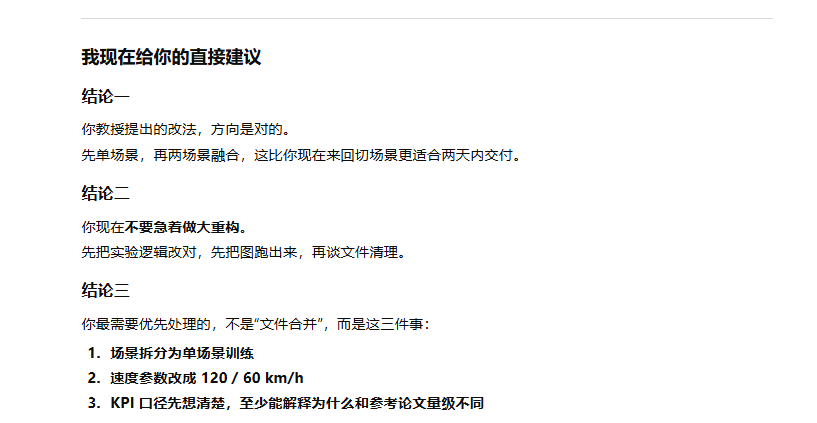 我现在给你的直接建议
结论一
你教授提出的改法，方向是对的。
先单场景，再两场景融合，这比你现在来回切场景更适合两天内交付。
结论二
你现在不要急着做大重构。
先把实验逻辑改对，先把图跑出来，再谈文件清理。
结论三
你最需要优先处理的，不是“文件合并”，而是这三件事：
1. 场景拆分为单场景训练
2. 速度参数改成 120 / 60 km/h
3. KPI 口径先想清楚，至少能解释为什么和参考论文量级不同